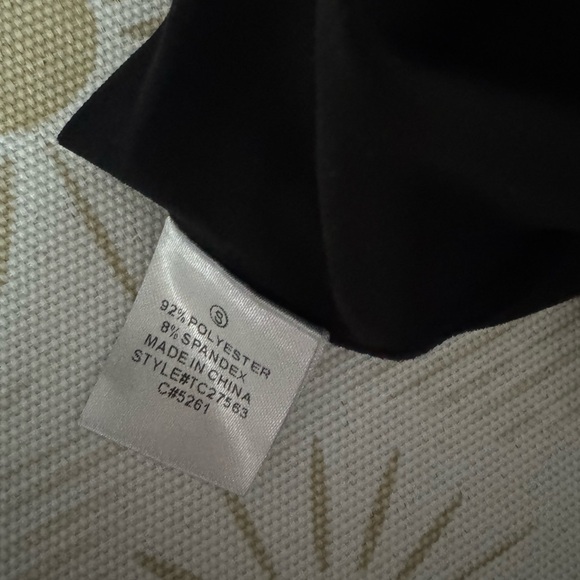 S
92% POLYESTER
8% SPANDEX
MADE IN CHINA
STYLE#TC27563
C#5261